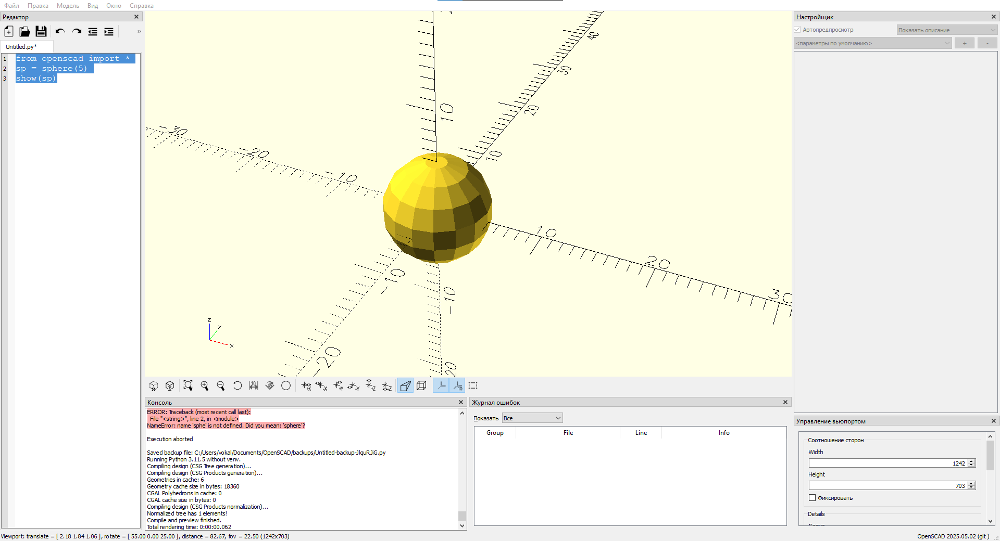 Файл Правка Модель Вид Окно Справка
Редактор
Untitled.py*
1 from openscad import *
2 sp = sphere(5)
3 show(sp)
-30
-20
-10
10
10
20
30
40
10
20
30
-10
-20
-10
-20
z
y
x
Консоль
ERROR: Traceback (most recent call last):
File "<string>", line 2, in <module>
NameError: name 'sphe' is not defined. Did you mean: 'sphere'?
Execution aborted
Saved backup file: C:/Users/vokal/Documents/OpenSCAD/backups/Untitled-backup-JlquRJiG.py
Running Python 3.11.5 without venv.
Compiling design (CSG Tree generation)...
Compiling design (CSG Products generation)...
Geometries in cache: 6
Geometry cache size in bytes: 18360
CGAL Polyhedrons in cache: 0
CGAL cache size in bytes: 0
Compiling design (CSG Products normalization)...
Normalized tree has 1 elements!
Compile and preview finished.
Total rendering time: 0:00:00.062
Журнал ошибок
Показать Все
Group File Line Info
Настройщик
Автопредпросмотр Показать описание
<параметры по умолчанию> + -
Управление вьюпортом
Соотношение сторон
Width
1242
Height
703
Фиксировать
Details
Viewport: translate = [ 2.18 1.84 1.06 ], rotate = [ 55.00 0.00 25.00 ], distance = 82.67, fov = 22.50 (1242x703)
OpenSCAD 2025.05.02 (git )